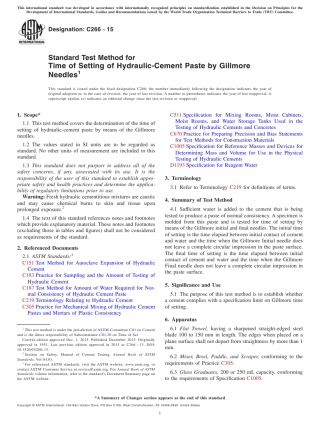 This international standard was developed in accordance with internationally recognized principles on standardization established in the Decision on Principles for the
Development of International Standards, Guides and Recommendations issued by the World Trade Organization Technical Barriers to Trade (TBT) Committee.
Designation: C266 − 15
INTERNATIONAL
Standard Test Method for
Time of Setting of Hydraulic-Cement Paste by Gillmore
Needles¹
This standard is issued under the fixed designation C266; the number immediately following the designation indicates the year of
original adoption or, in the case of revision, the year of last revision. A number in parentheses indicates the year of last reapproval. A
superscript epsilon (ε) indicates an editorial change since the last revision or reapproval.
1. Scope*
1.1 This test method covers the determination of the time of
setting of hydraulic-cement paste by means of the Gillmore
needles.
1.2 The values stated in SI units are to be regarded as
standard. No other units of measurement are included in this
standard.
1.3 This standard does not purport to address all of the
safety concerns, if any, associated with its use. It is the
responsibility of the user of this standard to establish appro-
priate safety and health practices and determine the applica-
bility of regulatory limitations prior to use.
Warning: Fresh hydraulic cementitious mixtures are caustic
and may cause chemical burns to skin and tissue upon
prolonged exposure.²
1.4 The text of this standard references notes and footnotes
which provide explanatory material. These notes and footnotes
(excluding those in tables and figures) shall not be considered
as requirements of the standard.
2. Referenced Documents
2.1 ASTM Standards:³
C151 Test Method for Autoclave Expansion of Hydraulic
Cement
C183 Practice for Sampling and the Amount of Testing of
Hydraulic Cement
C187 Test Method for Amount of Water Required for Nor-
mal Consistency of Hydraulic Cement Paste
C219 Terminology Relating to Hydraulic Cement
C305 Practice for Mechanical Mixing of Hydraulic Cement
Pastes and Mortars of Plastic Consistency
¹ This test method is under the jurisdiction of ASTM Committee C01 on Cement
and is the direct responsibility of Subcommittee C01.30 on Time of Set.
Current edition approved Dec. 1, 2015. Published December 2015. Originally
approved in 1951. Last previous edition approved in 2013 as C266 – 13. DOI:
10.1520/C0266-15.
² Section on Safety, Manual of Cement Testing, Annual Book of ASTM
Standards, Vol 04.01.
³ For referenced ASTM standards, visit the ASTM website, www.astm.org, or
contact ASTM Customer Service at service@astm.org. For Annual Book of ASTM
Standards volume information, refer to the standard's Document Summary page on
the ASTM website.
C511 Specification for Mixing Rooms, Moist Cabinets,
Moist Rooms, and Water Storage Tanks Used in the
Testing of Hydraulic Cements and Concretes
C670 Practice for Preparing Precision and Bias Statements
for Test Methods for Construction Materials
C1005 Specification for Reference Masses and Devices for
Determining Mass and Volume for Use in the Physical
Testing of Hydraulic Cements
D1193 Specification for Reagent Water
3. Terminology
3.1 Refer to Terminology C219 for definitions of terms.
4. Summary of Test Method
4.1 Sufficient water is added to the cement that is being
tested to produce a paste of normal consistency. A specimen is
molded from this paste and is tested for time of setting by
means of the Gillmore initial and final needles. The initial time
of setting is the time elapsed between initial contact of cement
and water and the time when the Gillmore Initial needle does
not leave a complete circular impression in the paste surface.
The final time of setting is the time elapsed between initial
contact of cement and water and the time when the Gillmore
Final needle does not leave a complete circular impression in
the paste surface.
5. Significance and Use
5.1 The purpose of this test method is to establish whether
a cement complies with a specification limit on Gillmore time
of setting.
6. Apparatus
6.1 Flat Trowel, having a sharpened straight-edged steel
blade 100 to 150 mm in length. The edges when placed on a
plane surface shall not depart from straightness by more than 1
mm.
6.2 Mixer, Bowl, Paddle, and Scraper, conforming to the
requirements of Practice C305.
6.3 Glass Graduates, 200 or 250 mL capacity, conforming
to the requirements of Specification C1005.
*A Summary of Changes section appears at the end of this standard
Copyright © ASTM International, 100 Barr Harbor Drive, PO Box C700, West Conshohocken, PA 19428-2959. United States
1